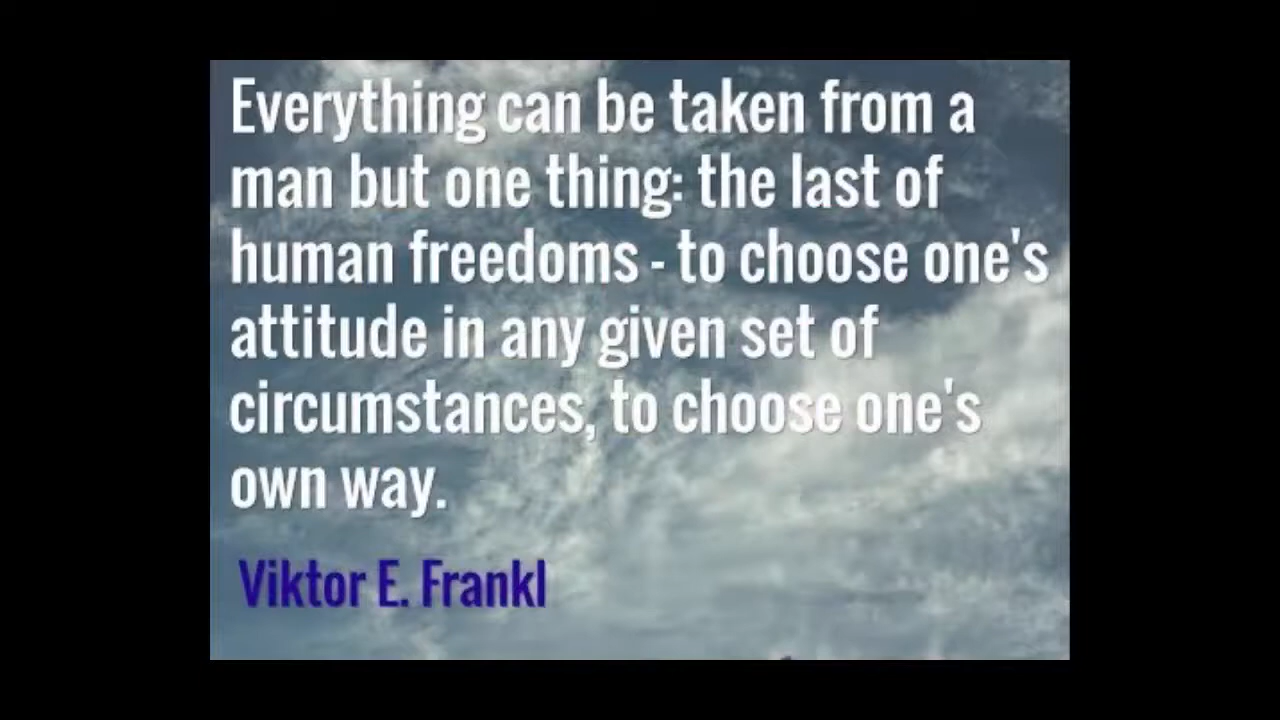 Everything can be taken from a
man but one thing: the last of
human freedoms - to choose one's
attitude in any given set of
circumstances, to choose one's
own way.
Viktor E. Frankl